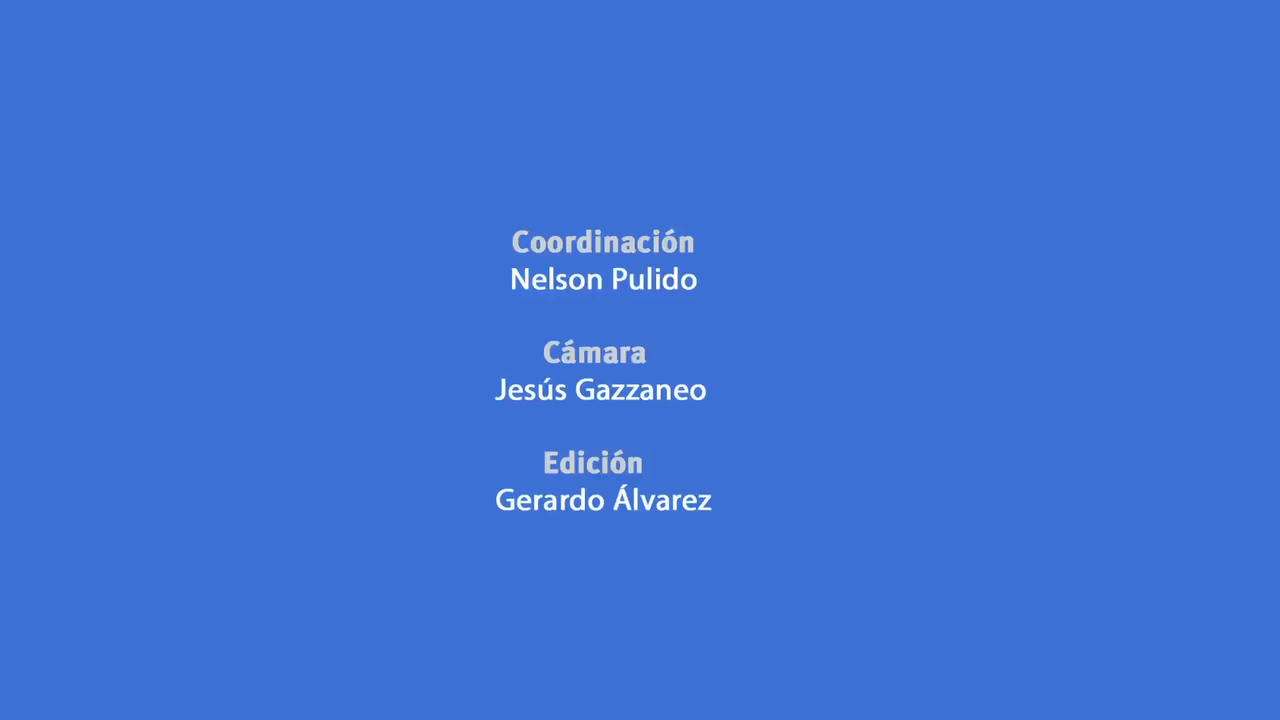 Coordinación
Nelson Pulido
Cámara
Jesús Gazzaneo
Edición
Gerardo Álvarez